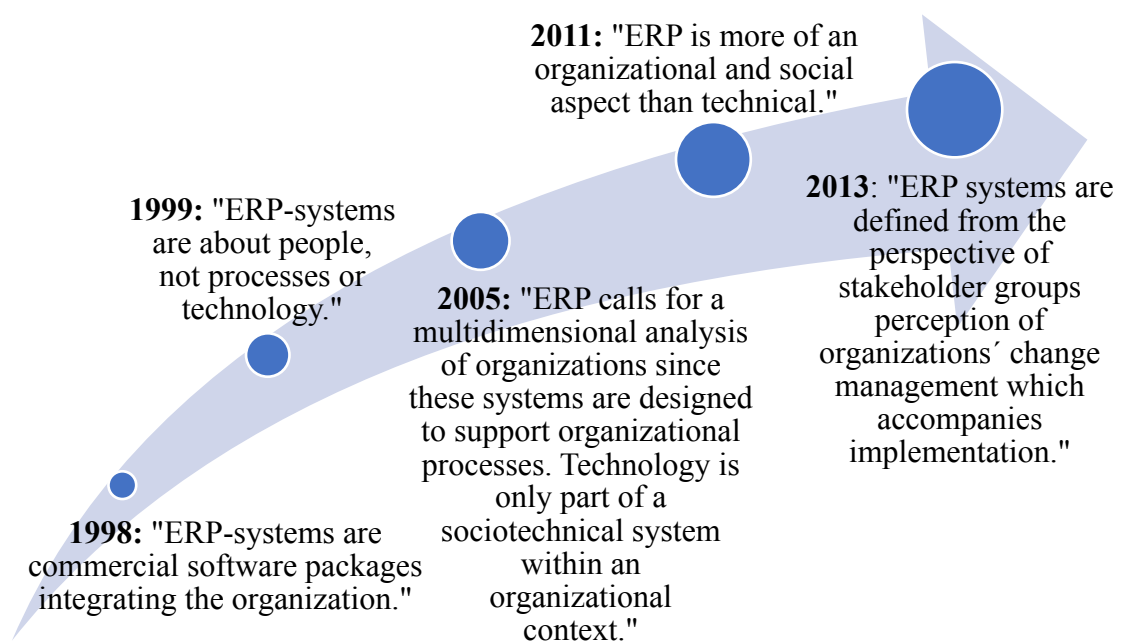 2011: "ERP is more of an
organizational and social
aspect than technical."
2013: "ERP systems are
defined from the
perspective of
stakeholder groups
perception of
organizations´ change
management which
accompanies
implementation."
1999: "ERP-systems
are about people,
not processes or
technology."
2005: "ERP calls for a
multidimensional analysis
of organizations since
these systems are designed
to support organizational
processes. Technology is
only part of a
sociotechnical system
within an
organizational
context."
1998: "ERP-systems are
commercial software packages
integrating the organization."